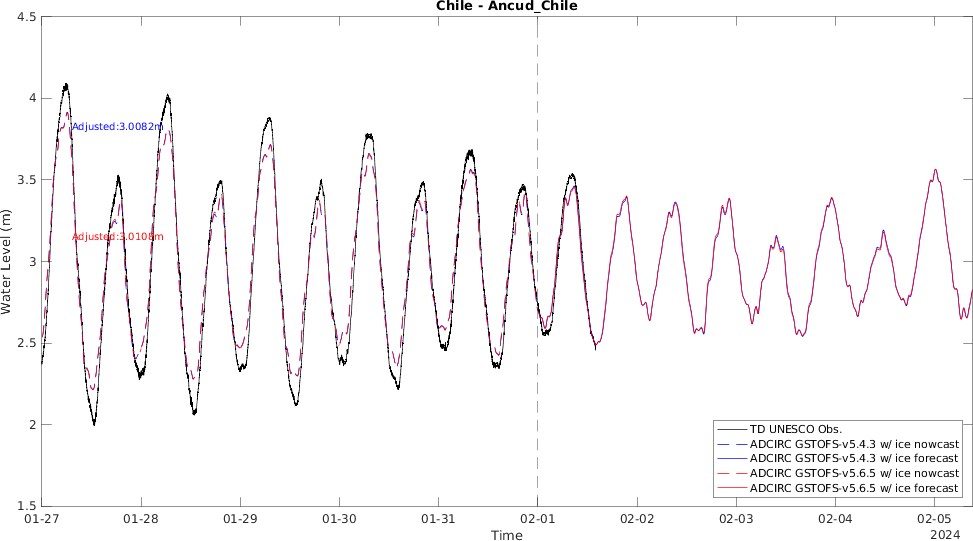 Chile - Ancud_Chile
4.5
4
3.5
3
2.5
2
1.5
Water Level (m)
Adjusted:3.0082m
Adjusted:3.0108m
TD UNESCO Obs.
ADCIRC GSTOFS-v5.4.3 w/ ice nowcast
ADCIRC GSTOFS-v5.4.3 w/ ice forecast
ADCIRC GSTOFS-v5.6.5 w/ ice nowcast
ADCIRC GSTOFS-v5.6.5 w/ ice forecast
01-27 01-28 01-29 01-30 01-31 02-01 02-02 02-03 02-04 02-05
Time
2024